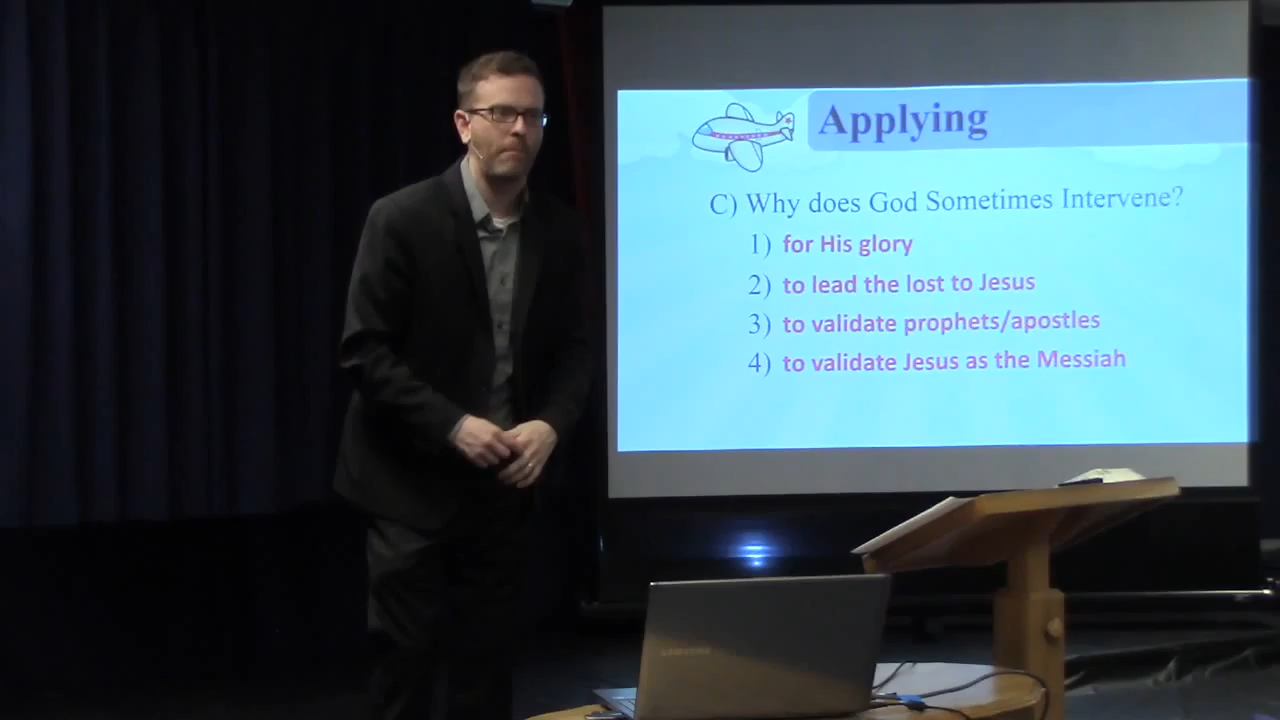 Applying
C) Why does God Sometimes Intervene?
1) for His glory
2) to lead the lost to Jesus
3) to validate prophets/apostles
4) to validate Jesus as the Messiah
SAMSUNG